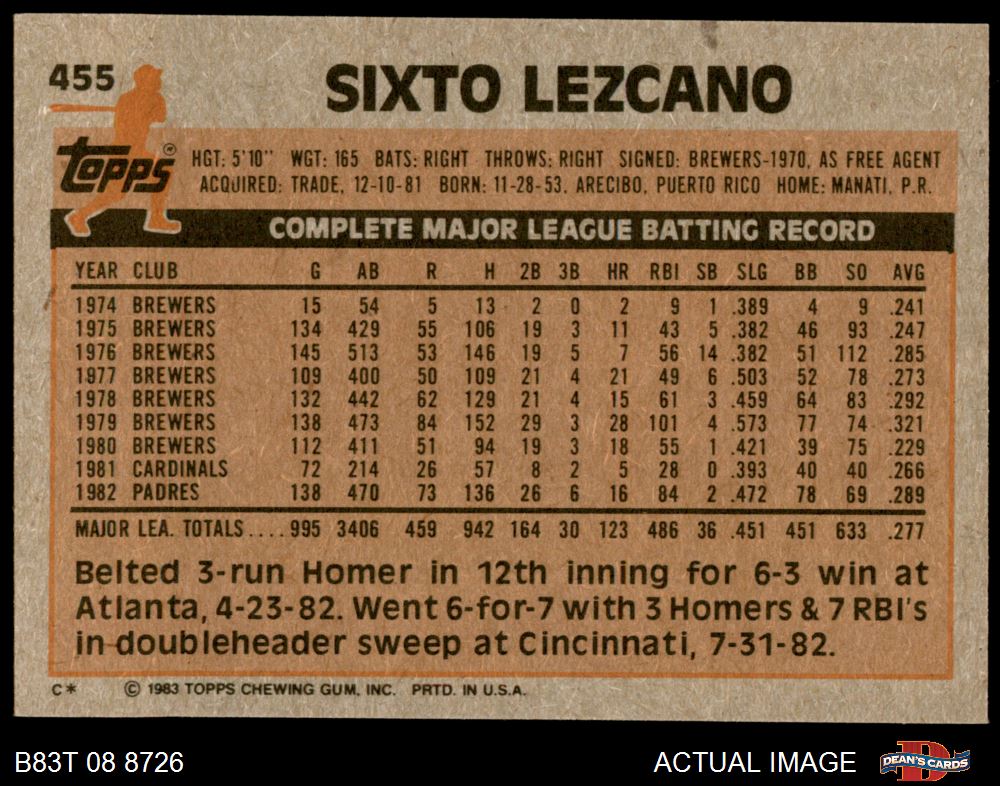 455
SIXTO LEZCANO
Topps®
HGT: 5'10" WGT: 165 BATS: RIGHT THROWS: RIGHT SIGNED: BREWERS-1970, AS FREE AGENT
ACQUIRED: TRADE, 12-10-81 BORN: 11-28-53, ARECIBO, PUERTO RICO HOME: MANATI, P.R.
COMPLETE MAJOR LEAGUE BATTING RECORD
YEAR CLUB G AB R H 2B 3B HR RBI SB SLG BB SO AVG
1974 BREWERS 15 54 5 13 2 0 2 9 1 .389 4 9 .241
1975 BREWERS 134 429 55 106 19 3 11 43 5 .382 46 93 .247
1976 BREWERS 145 513 53 146 19 5 7 56 14 .382 51 112 .285
1977 BREWERS 109 400 50 109 21 4 21 49 6 .503 52 78 .273
1978 BREWERS 132 442 62 129 21 4 15 61 3 .459 64 83 .292
1979 BREWERS 138 473 84 152 29 3 28 101 4 .573 77 74 .321
1980 BREWERS 112 411 51 94 19 3 18 55 1 .421 39 75 .229
1981 CARDINALS 72 214 26 57 8 2 5 28 0 .393 40 40 .266
1982 PADRES 138 470 73 136 26 6 16 84 2 .472 78 69 .289
MAJOR LEA. TOTALS .... 995 3406 459 942 164 30 123 486 36 .451 451 633 .277
Belted 3-run Homer in 12th inning for 6-3 win at
Atlanta, 4-23-82. Went 6-for-7 with 3 Homers & 7 RBI's
in doubleheader sweep at Cincinnati, 7-31-82.
C* © 1983 TOPPS CHEWING GUM, INC. PRTD. IN U.S.A.
B83T 08 8726 ACTUAL IMAGE D DEAN'S CARDS